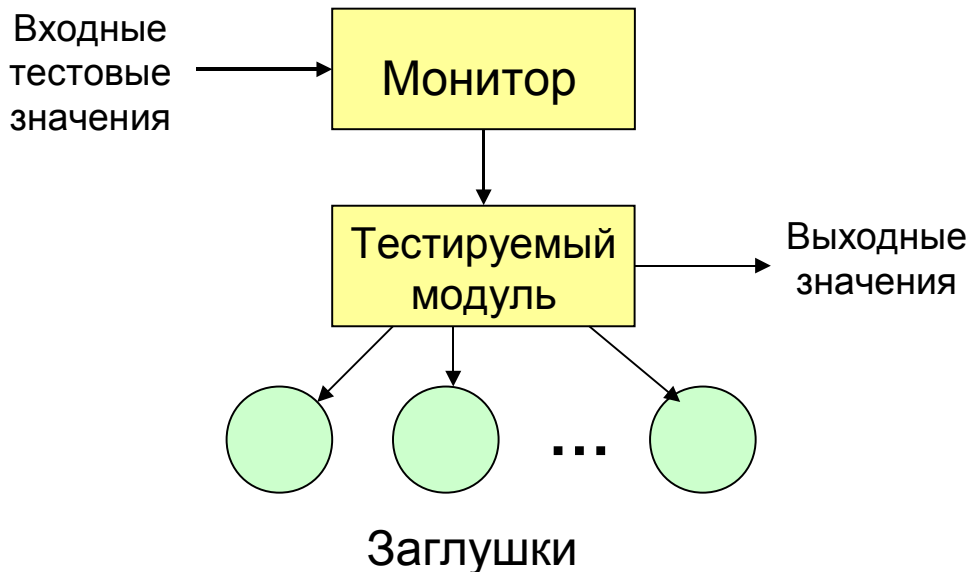 Входные
тестовые
значения
Монитор
Тестируемый
модуль
Выходные
значения
...
Заглушки